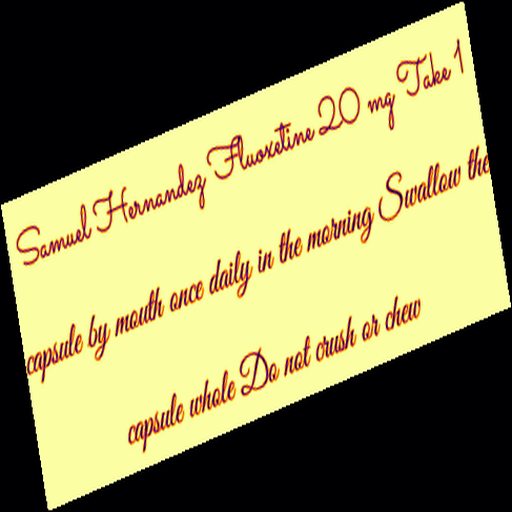 Samuel Hernandez Fluoxetine 20 mg Take 1
capsule by mouth once daily in the morning Swallow the
capsule whole Do not crush or chew